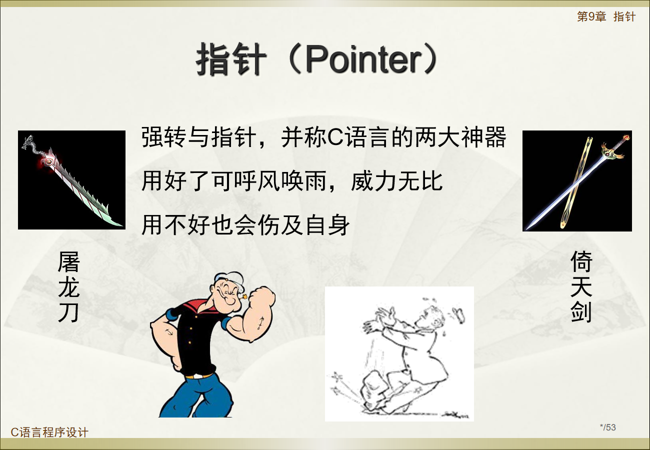 第9章 指针
指针（Pointer）
强转与指针，并称C语言的两大神器
用好了可呼风唤雨，威力无比
用不好也会伤及自身
屠龙刀
倚天剑
C语言程序设计
*/53